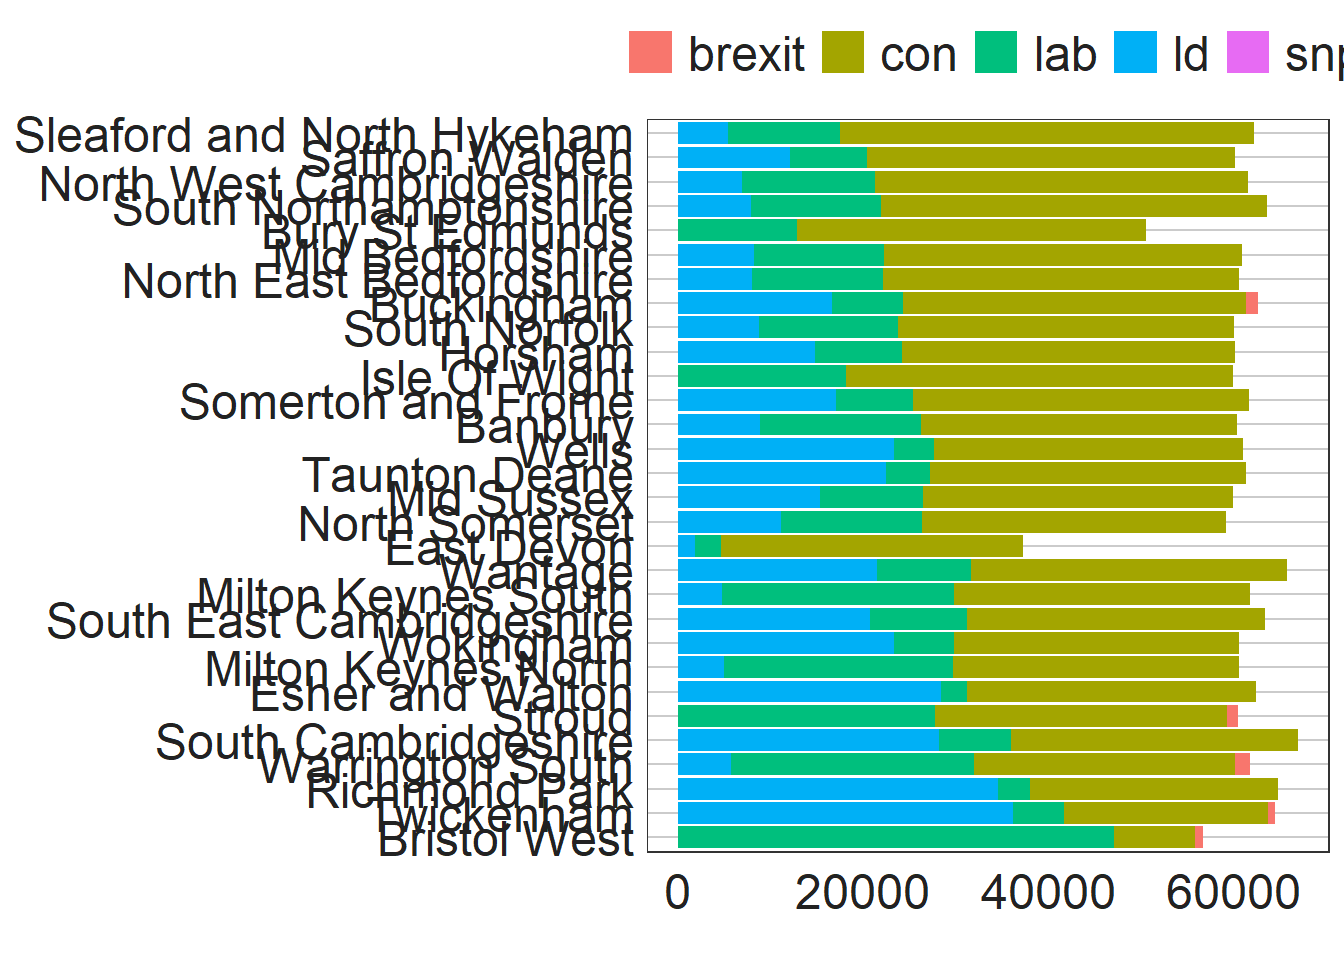 brexit con lab ld snp
Sleaford and North Hykeham
Saffron Walden
North West Cambridgeshire
South Northamptonshire
Bury St Edmunds
Mid Bedfordshire
North East Bedfordshire
Buckingham
South Norfolk
Horsham
Isle Of Wight
Somerton and Frome
Banbury
Wells
Taunton Deane
Mid Sussex
North Somerset
East Devon
Wantage
Milton Keynes South
South East Cambridgeshire
Wokingham
Milton Keynes North
Esher and Walton
Stroud
South Cambridgeshire
Warrington South
Richmond Park
Twickenham
Bristol West
0 20000 40000 60000